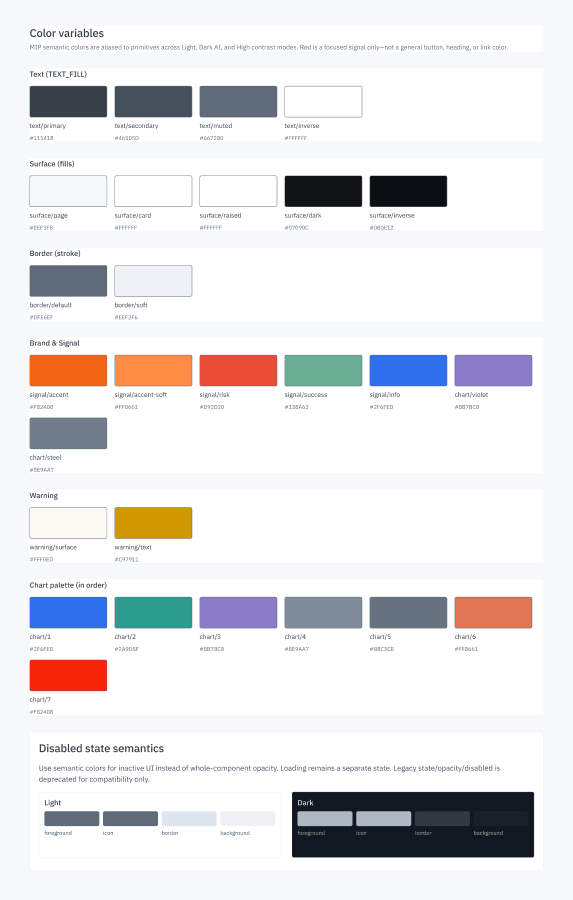 Color variables
MIP semantic colors are aliased to primitives across Light, Dark AI, and High contrast modes. Red is a focused signal only—not a general button, heading, or link color.
Text (TEXT_FILL)
text/primary text/secondary text/muted text/inverse
#111418 #46505D #667280 #FFFFFF
Surface (fills)
surface/page surface/card surface/raised surface/dark surface/inverse
#EEF3F8 #FFFFFF #FFFFFF #07090C #080E12
Border (stroke)
border/default border/soft
#DFE6EF #EEF2F6
Brand & Signal
signal/accent signal/accent-soft signal/risk signal/success signal/info chart/violet
#FB2408 #FF8661 #D92D20 #138A63 #2F6FED #8B7BC8
chart/steel
#8E9AA7
Warning
warning/surface warning/text
#FFF0ED #C97911
Chart palette (in order)
chart/1 chart/2 chart/3 chart/4 chart/5 chart/6
#2F6FED #2A9D8F #8B7BC8 #8E9AA7 #B8C3CE #FF8661
chart/7
#FB2408
Disabled state semantics
Use semantic colors for inactive UI instead of whole-component opacity. Loading remains a separate state. Legacy state/opacity/disabled is
deprecated for compatibility only.
Light Dark
foreground icon border background foreground icon border background